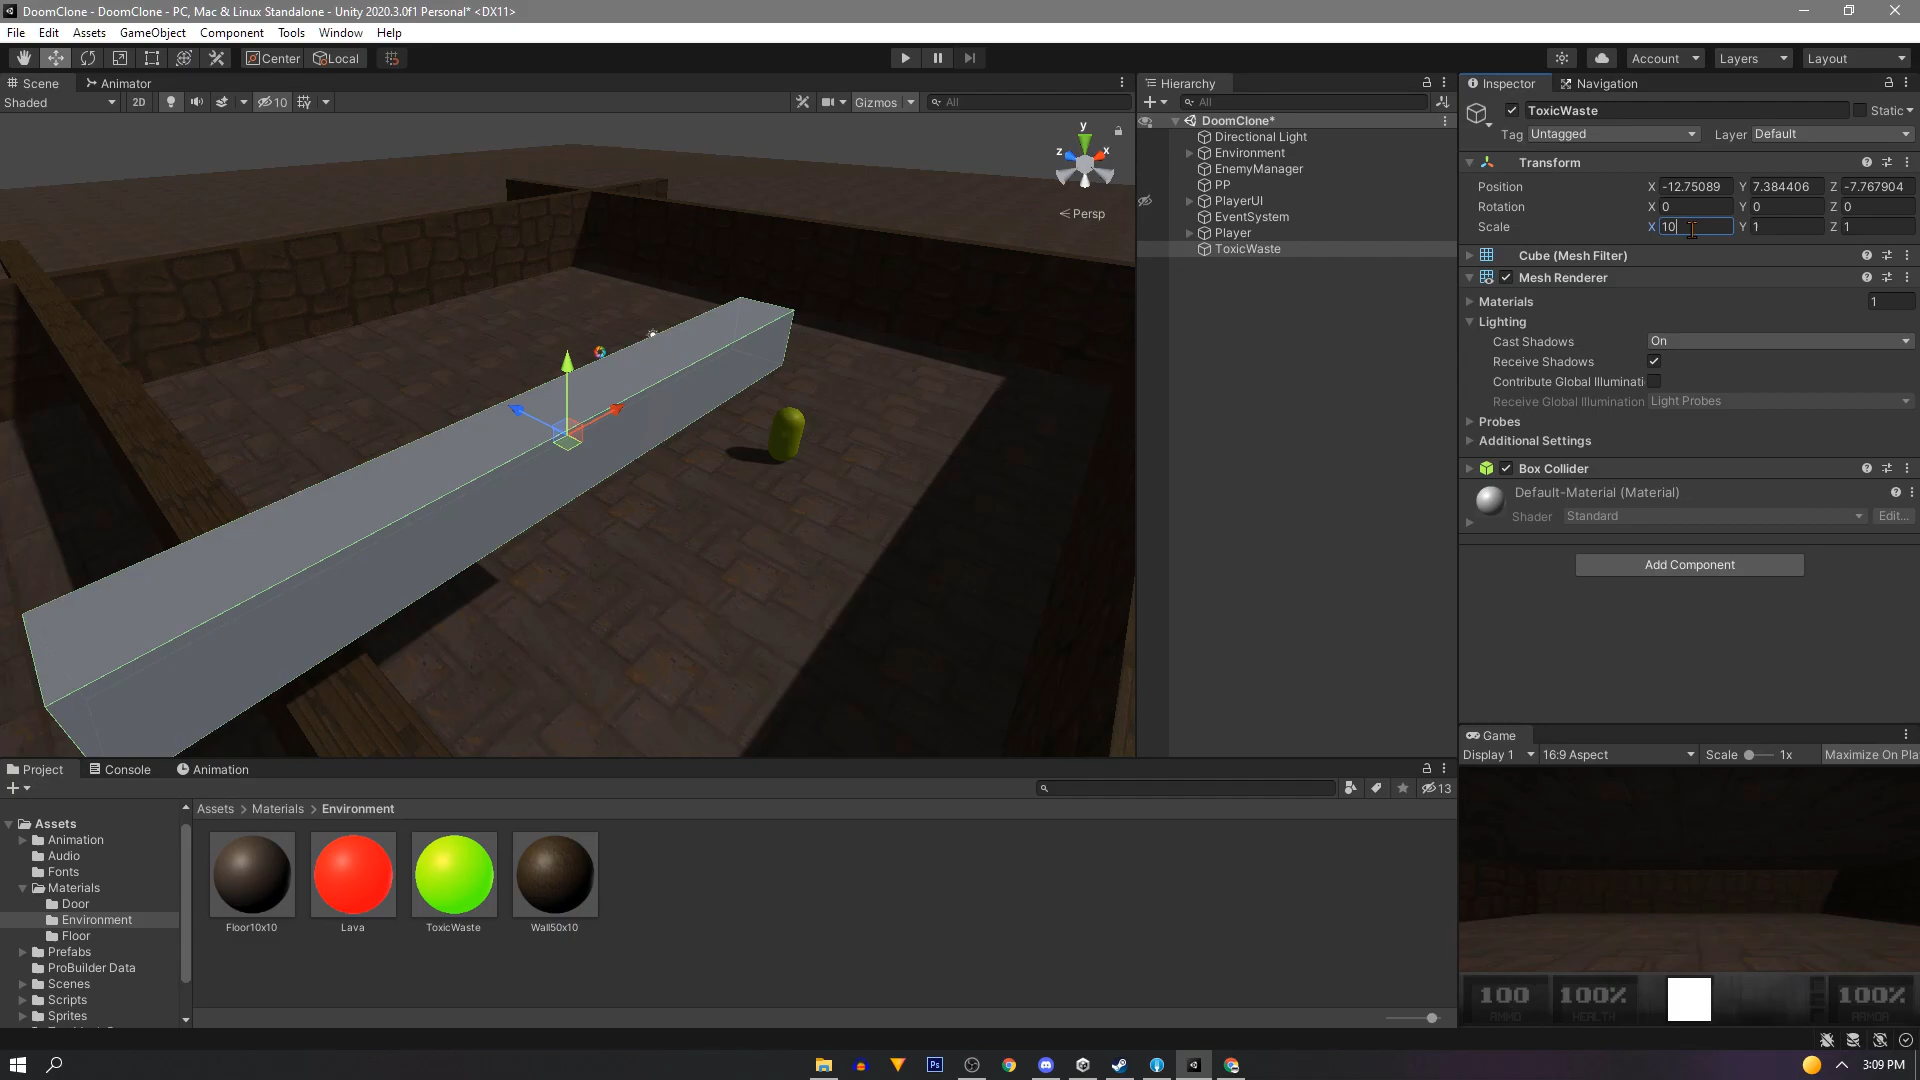 DoomClone - DoomClone - PC, Mac & Linux Standalone - Unity 2020.3.0f1 Personal* <DX11>
File Edit Assets GameObject Component Tools Window Help
Center Local Account Layers Layout
Scene Animator
Shaded 2D 10 Gizmos All
y
z x
Persp
Hierarchy
All
DoomClone*
Directional Light
Environment
EnemyManager
PP
PlayerUI
EventSystem
Player
ToxicWaste
Inspector Navigation
ToxicWaste Static
Tag Untagged Layer Default
Transform
Position X -12.75089 Y 7.384406 Z -7.767904
Rotation X 0 Y 0 Z 0
Scale X 10 Y 1 Z 1
Cube (Mesh Filter)
Mesh Renderer
Materials 1
Lighting
Cast Shadows On
Receive Shadows
Contribute Global Illuminati
Receive Global Illumination Light Probes
Probes
Additional Settings
Box Collider
Default-Material (Material)
Shader Standard Edit...
Add Component
Game
Display 1 16:9 Aspect Scale 1x Maximize On Pla
100 100% 100%
AMMO HEALTH ARMOR
Project Console Animation
13
Assets > Materials > Environment
Assets
Animation
Audio
Fonts
Materials
Door
Environment
Floor
Prefabs
ProBuilder Data
Scenes
Scripts
Sprites
Floor10x10 Lava ToxicWaste Wall50x10
Ps
3:09 PM